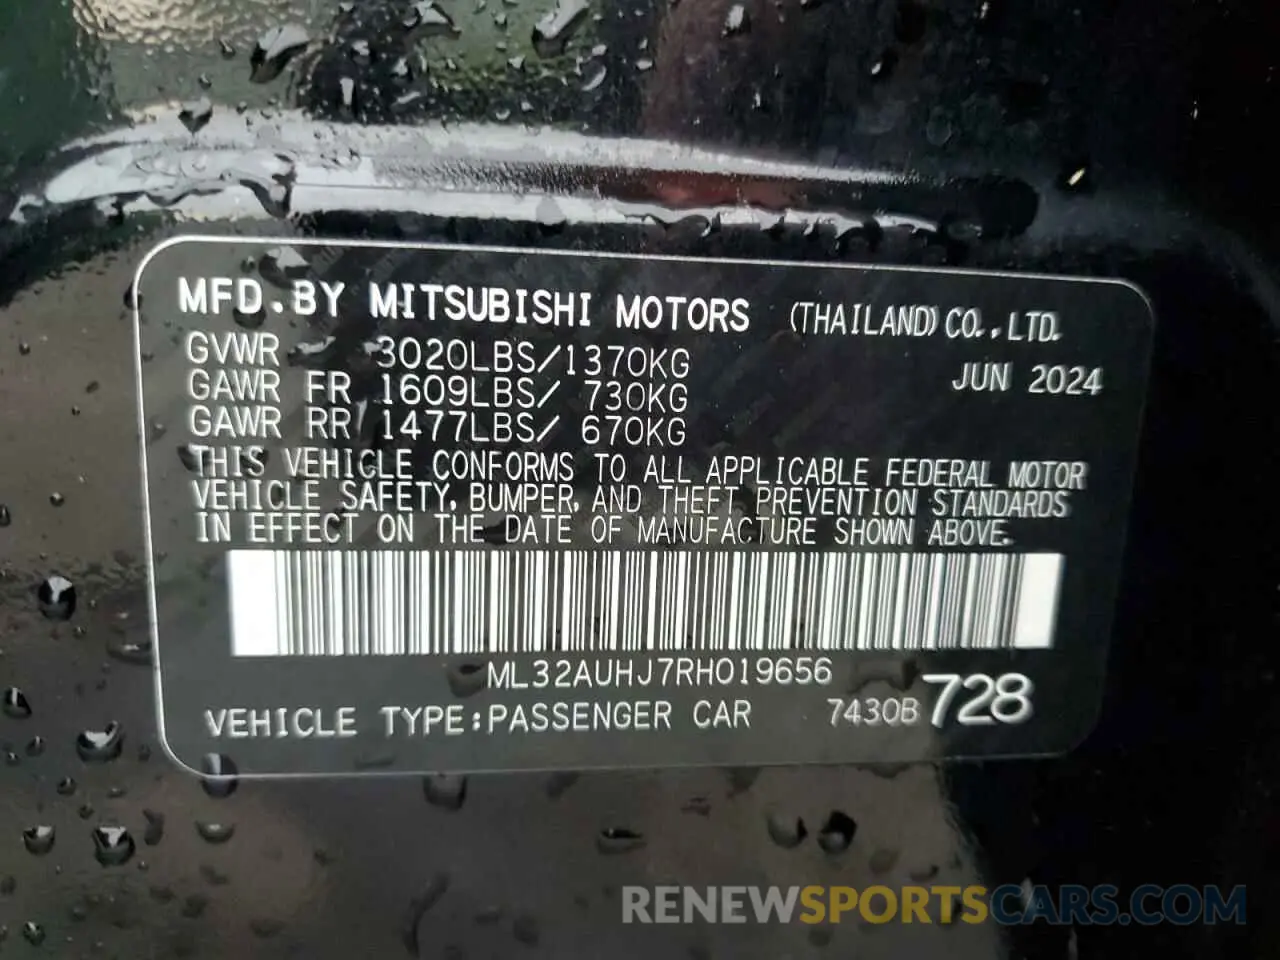 MFD.BY MITSUBISHI MOTORS (THAILAND) CO.,LTD.
GVWR 3020LBS/1370KG
JUN 2024
GAWR FR 1609LBS/ 730KG
GAWR RR 1477LBS/ 670KG
THIS VEHICLE CONFORMS TO ALL APPLICABLE FEDERAL MOTOR
VEHICLE SAFETY, BUMPER, AND THEFT PREVENTION STANDARDS
IN EFFECT ON THE DATE OF MANUFACTURE SHOWN ABOVE.
ML32AUHJ7RH019656
VEHICLE TYPE:PASSENGER CAR 7430B 728
RENEWSPORTSCARS.COM